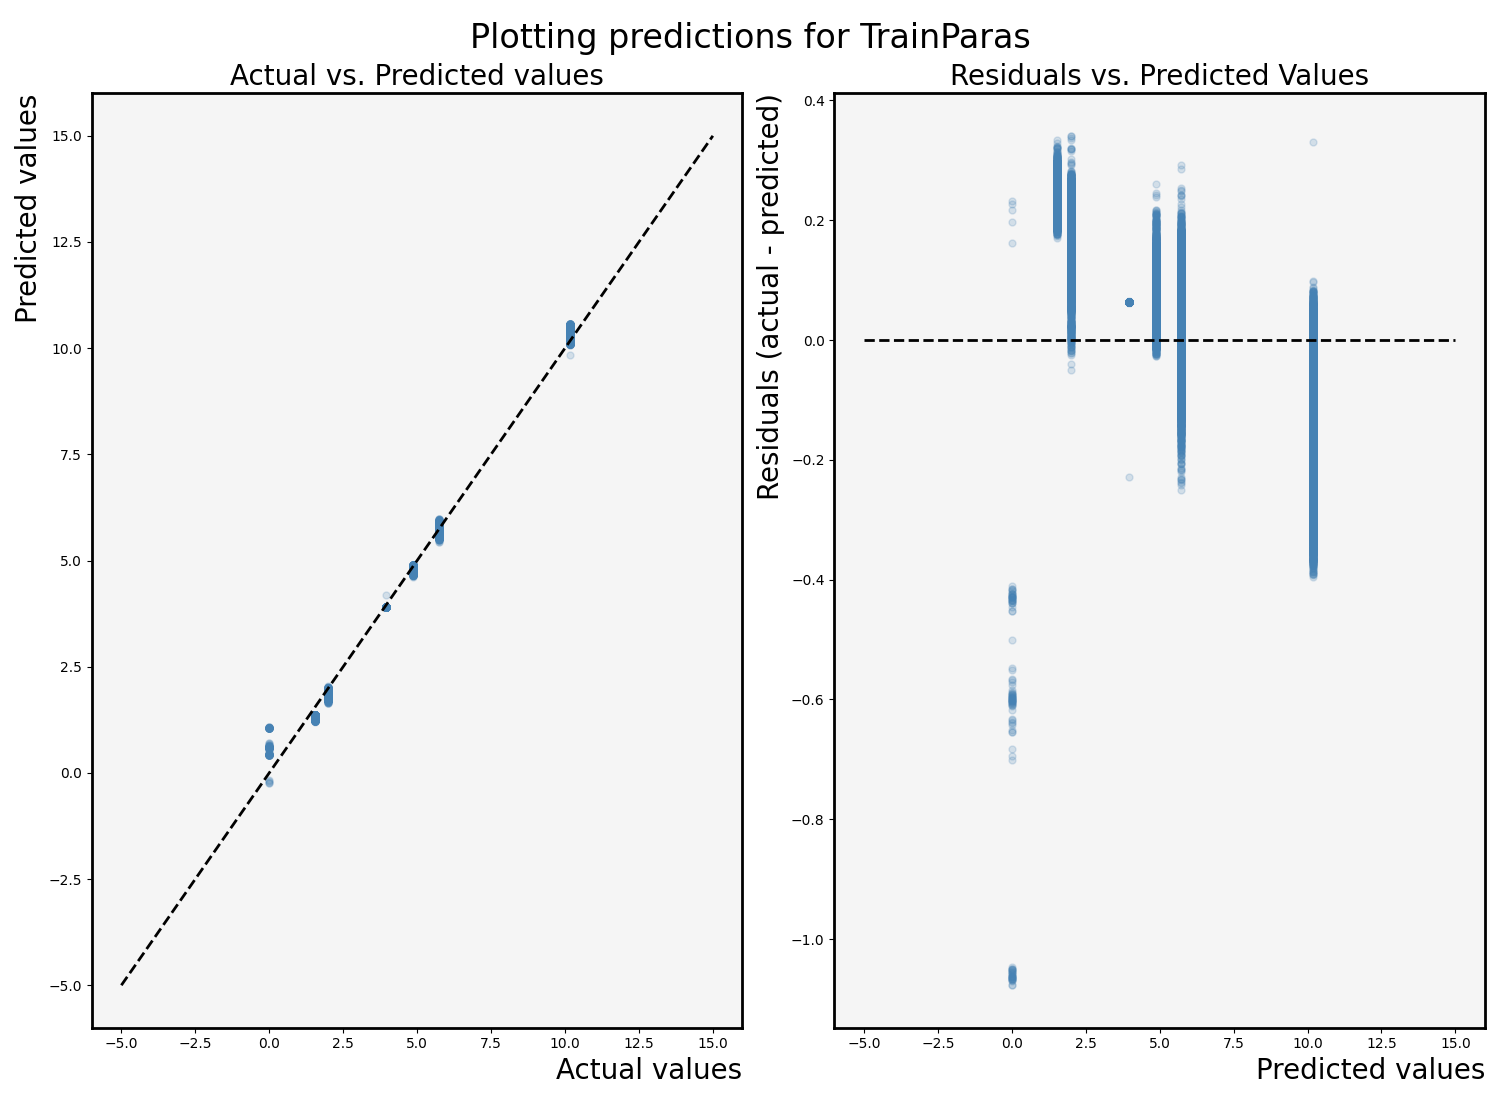 Plotting predictions for TrainParas
Actual vs. Predicted values
Predicted values
15.0
12.5
10.0
7.5
5.0
2.5
0.0
−2.5
−5.0
−5.0 −2.5 0.0 2.5 5.0 7.5 10.0 12.5 15.0
Actual values
Residuals vs. Predicted Values
Residuals (actual - predicted)
0.4
0.2
0.0
−0.2
−0.4
−0.6
−0.8
−1.0
−5.0 −2.5 0.0 2.5 5.0 7.5 10.0 12.5 15.0
Predicted values